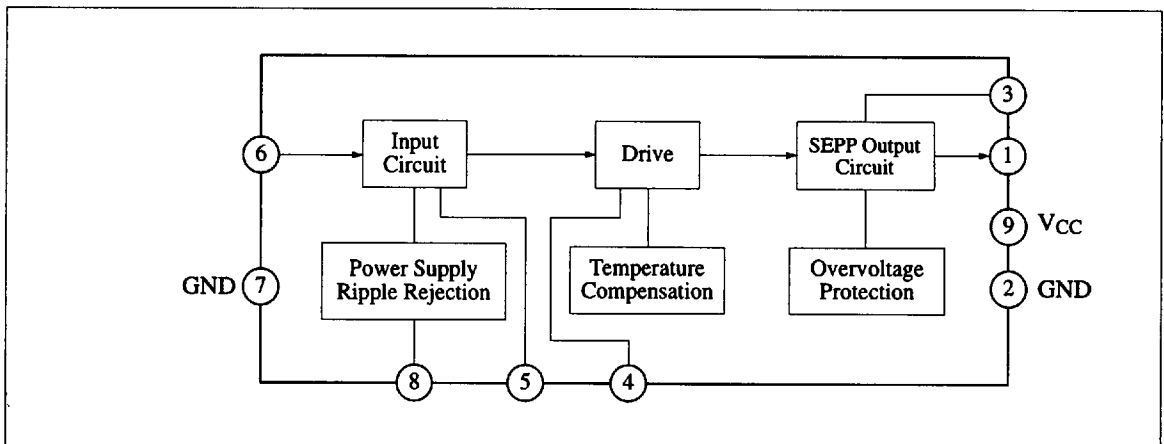 3
6
Input
Circuit
Drive
SEPP Output
Circuit
1
9 VCC
GND 7
Power Supply
Ripple Rejection
Temperature
Compensation
Overvoltage
Protection
2 GND
8
5
4